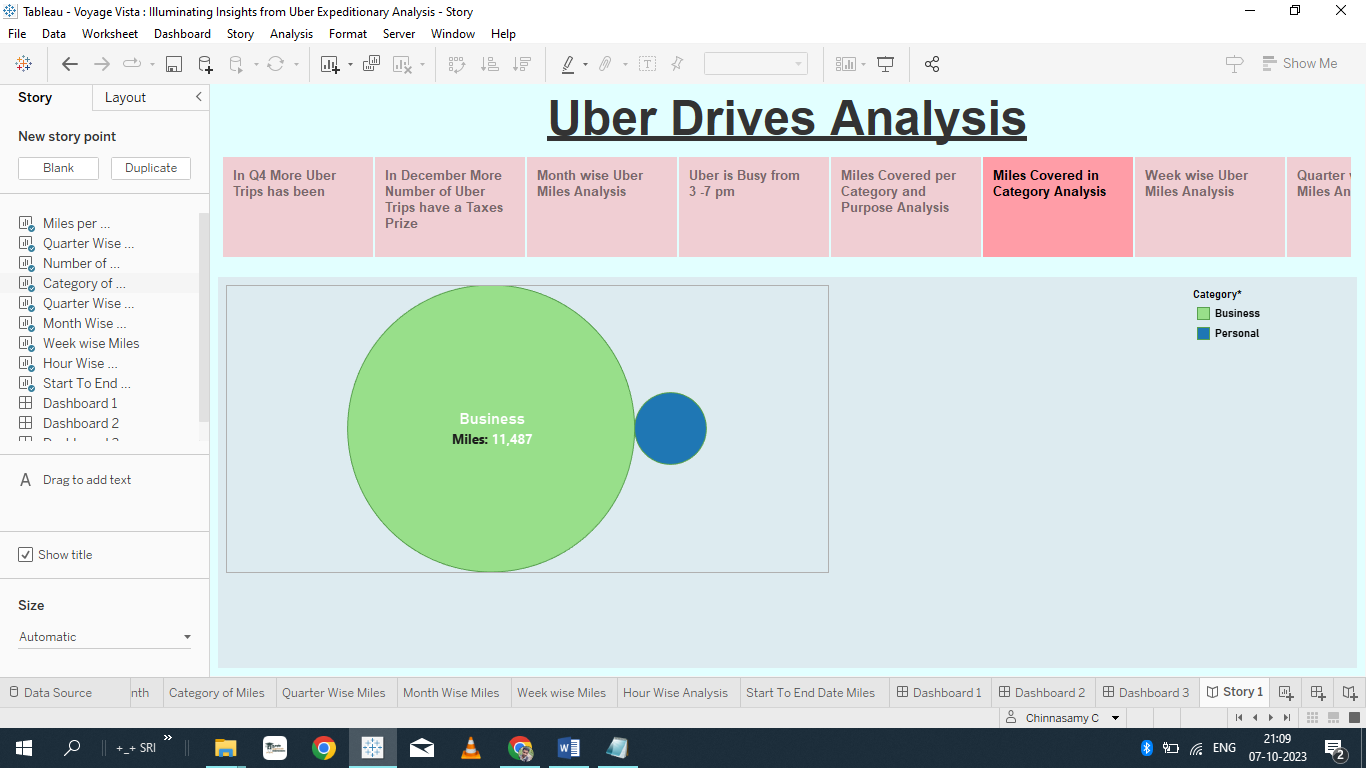 Tableau - Voyage Vista : Illuminating Insights from Uber Expeditionary Analysis - Story
File Data Worksheet Dashboard Story Analysis Format Server Window Help
Show Me
Story Layout
New story point
Blank Duplicate
Miles per ...
Quarter Wise ...
Number of ...
Category of ...
Quarter Wise ...
Month Wise ...
Week wise Miles
Hour Wise ...
Start To End ...
Dashboard 1
Dashboard 2
A Drag to add text
Show title
Size
Automatic
Uber Drives Analysis
In Q4 More Uber
Trips has been
In December More
Number of Uber
Trips have a Taxes
Prize
Month wise Uber
Miles Analysis
Uber is Busy from
3 -7 pm
Miles Covered per
Category and
Purpose Analysis
Miles Covered in
Category Analysis
Week wise Uber
Miles Analysis
Quarter
Miles An
Business
Miles: 11,487
Category*
Business
Personal
Data Source nth Category of Miles Quarter Wise Miles Month Wise Miles Week wise Miles Hour Wise Analysis Start To End Date Miles Dashboard 1 Dashboard 2 Dashboard 3 Story 1
Chinnasamy C
+_+ SRI
ENG
21:09
07-10-2023
2